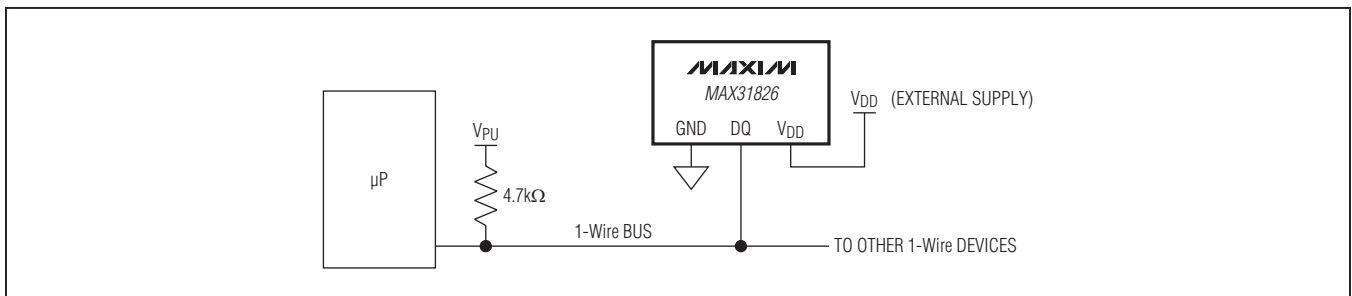 MAXIM
MAX31826
VDD (EXTERNAL SUPPLY)
GND DQ VDD
VPU
µP
4.7kΩ
1-Wire BUS
TO OTHER 1-Wire DEVICES